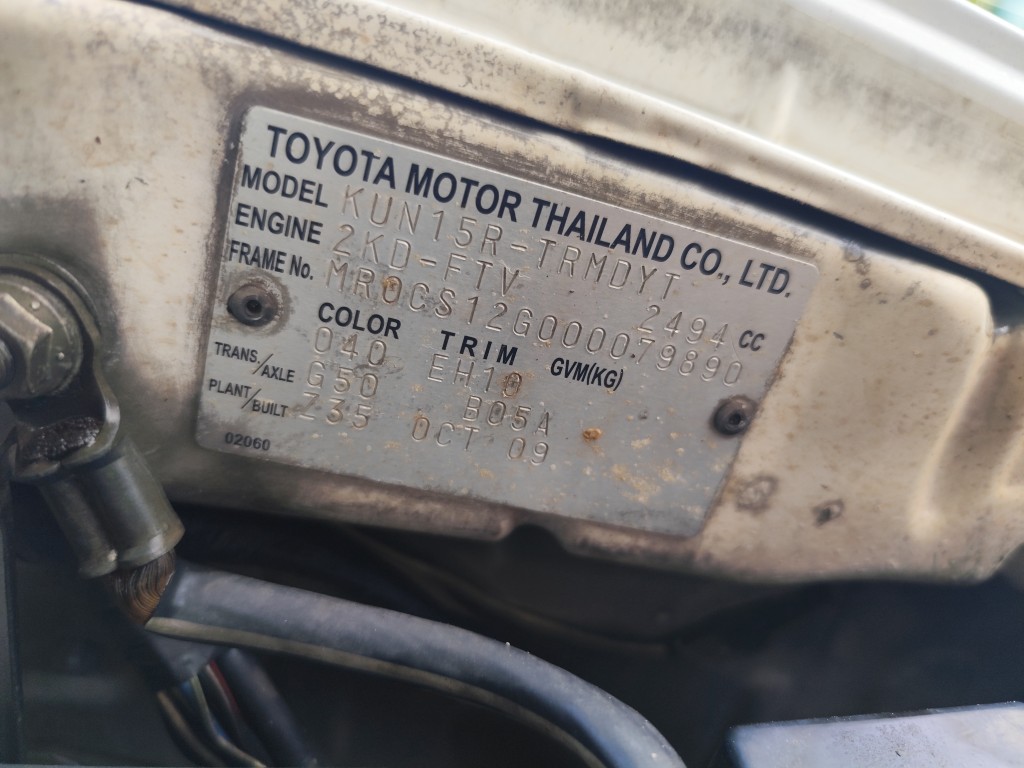 TOYOTA MOTOR THAILAND CO., LTD.
MODEL KUN15R-TRMDYT
ENGINE 2KD-FTV 2494 CC
FRAME No. MR0CS12G000079890
COLOR TRIM GVM(KG)
040 EH10
TRANS/AXLE G50 B05A
PLANT/BUILT Z35 OCT 09
02060